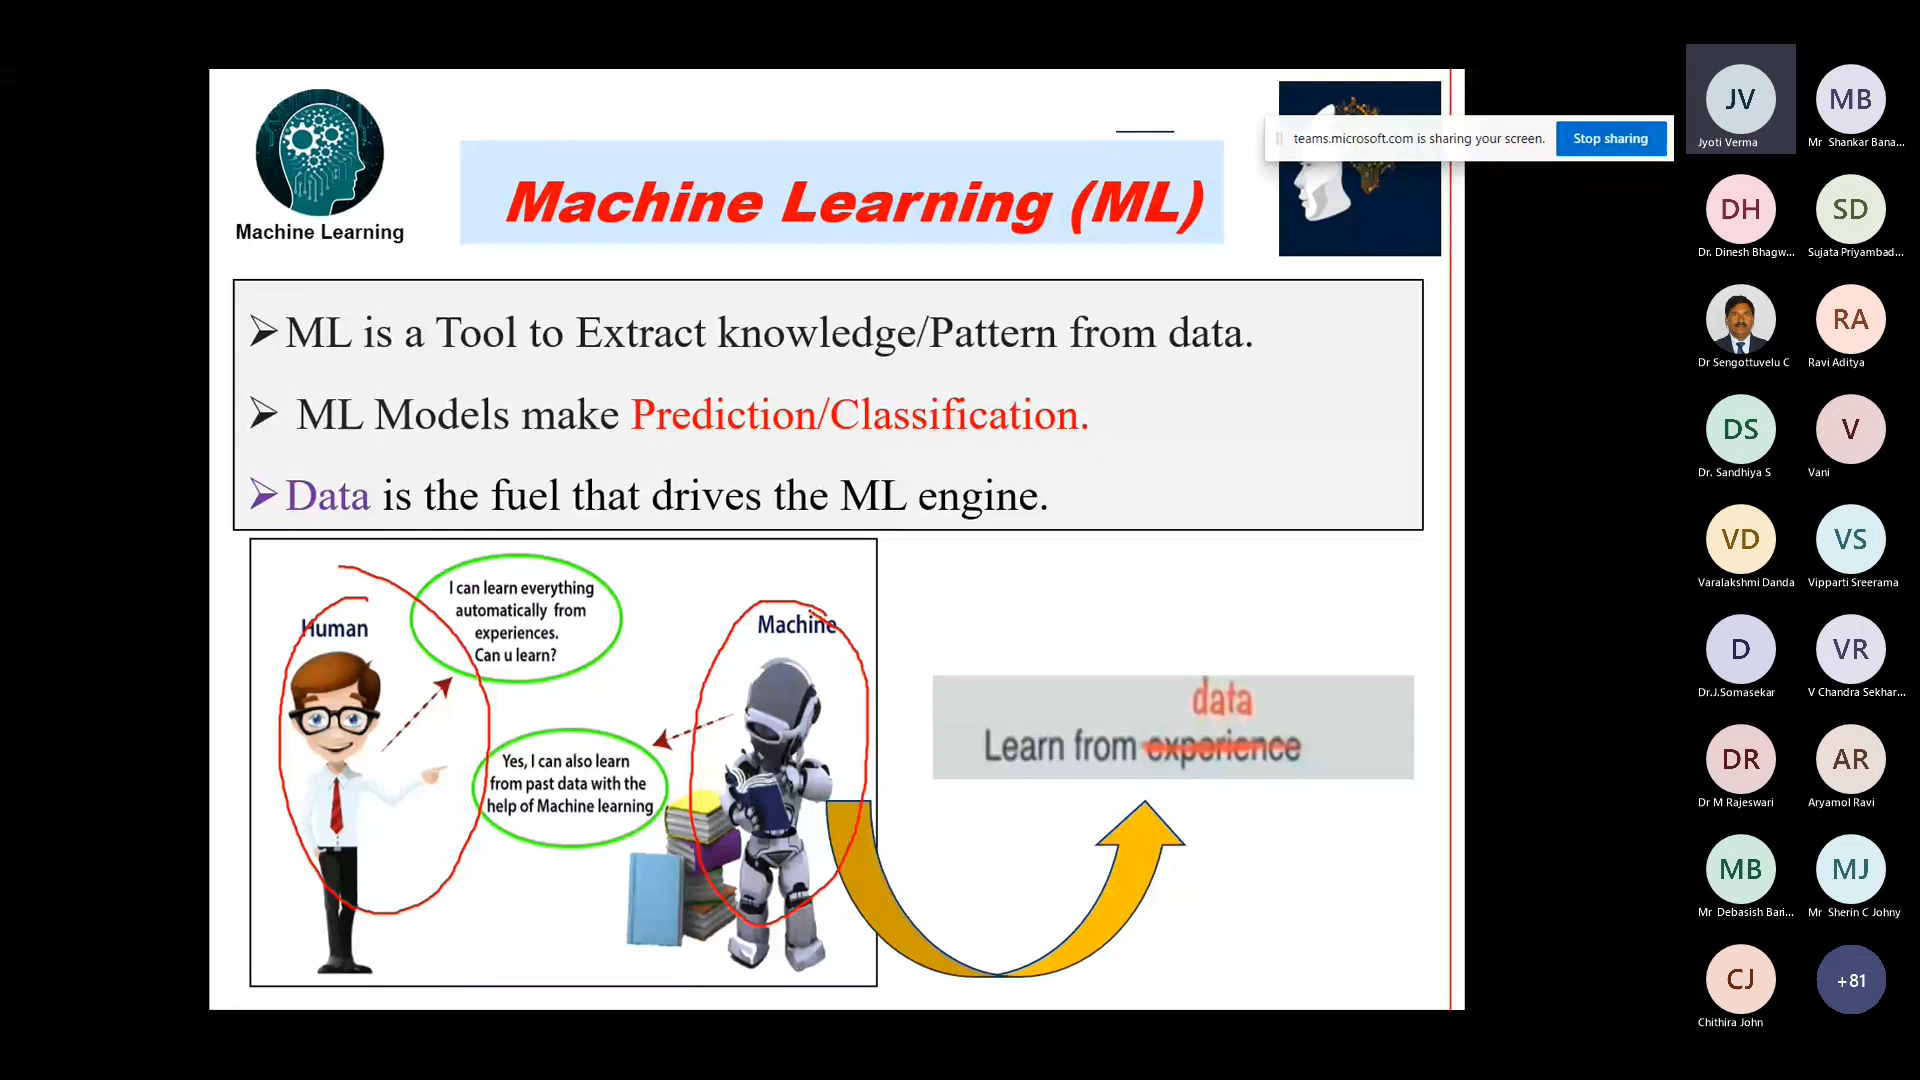 Machine Learning
Machine Learning (ML)
teams.microsoft.com is sharing your screen.
Stop sharing
ML is a Tool to Extract knowledge/Pattern from data.
ML Models make Prediction/Classification.
Data is the fuel that drives the ML engine.
Human
I can learn everything
automatically from
experiences.
Can u learn?
Machine
Yes, I can also learn
from past data with the
help of Machine learning
data
Learn from experience
JV
Jyoti Verma
MB
Mr Shankar Bana...
DH
Dr. Dinesh Bhagw...
SD
Sujata Priyambad...
Dr Sengottuvelu C
RA
Ravi Aditya
DS
Dr. Sandhiya S
V
Vani
VD
Varalakshmi Danda
VS
Vipparti Sreerama
D
Dr.J.Somasekar
VR
V Chandra Sekhar...
DR
Dr M Rajeswari
AR
Aryamol Ravi
MB
Mr Debasish Bari...
MJ
Mr Sherin C Johny
CJ
Chithira John
+81